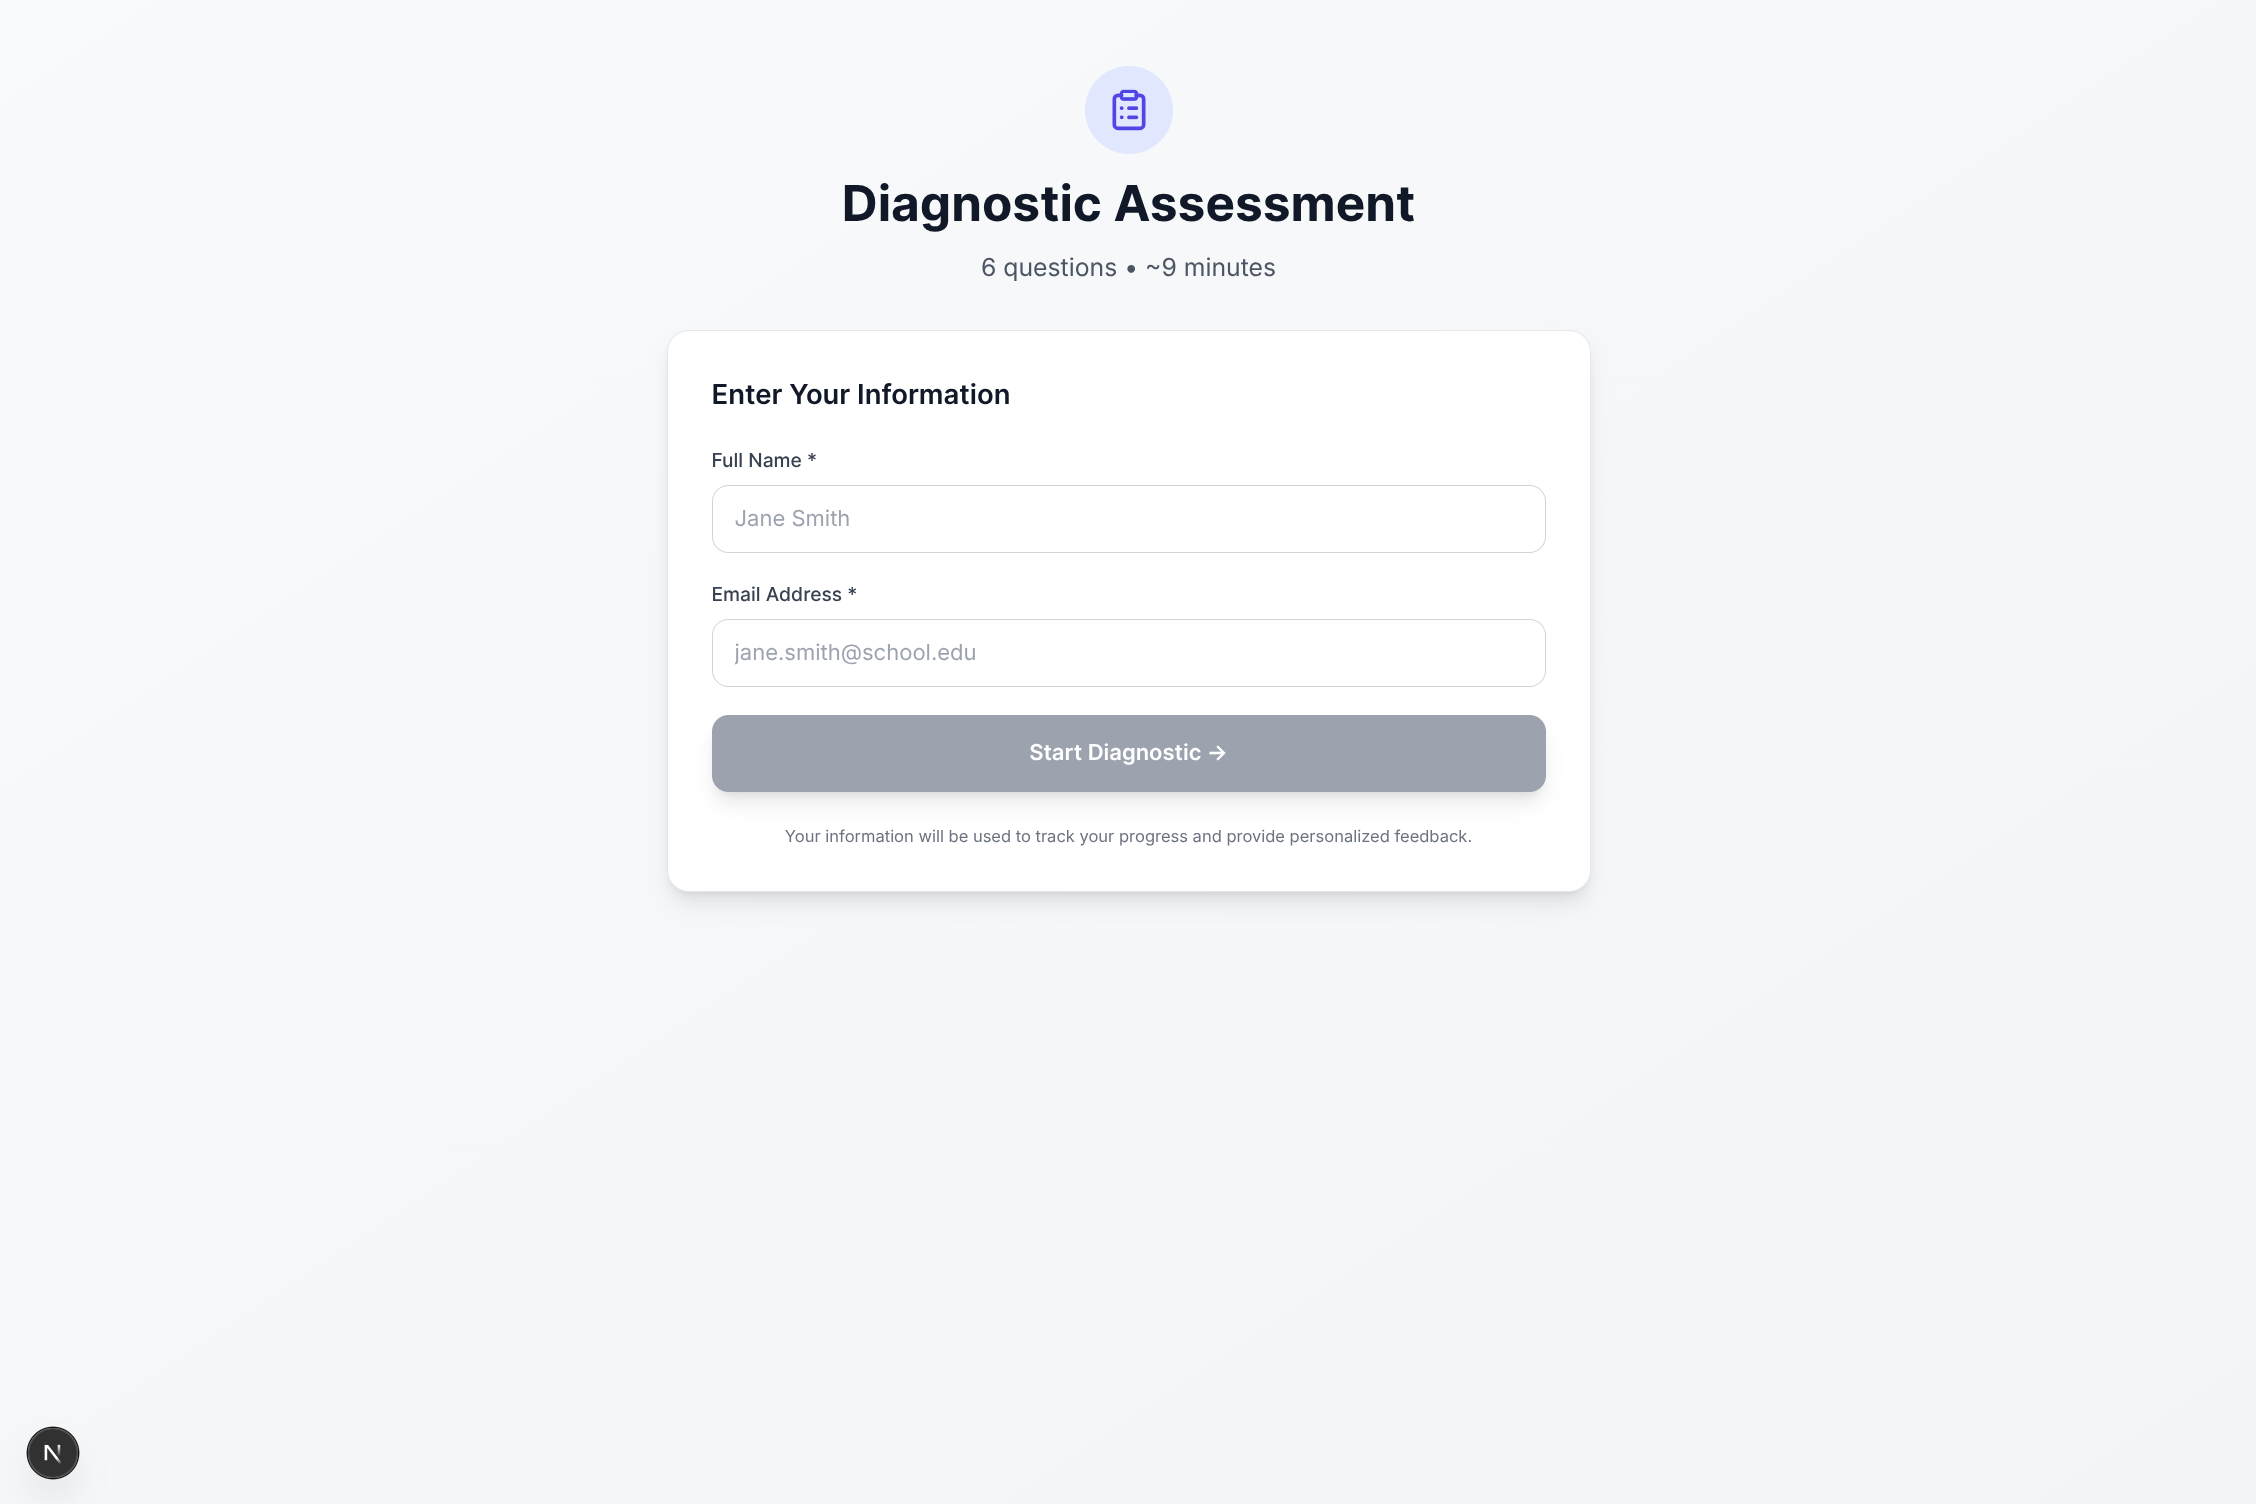 Diagnostic Assessment
6 questions • ~9 minutes
Enter Your Information
Full Name *
Jane Smith
Email Address *
jane.smith@school.edu
Start Diagnostic →
Your information will be used to track your progress and provide personalized feedback.
N